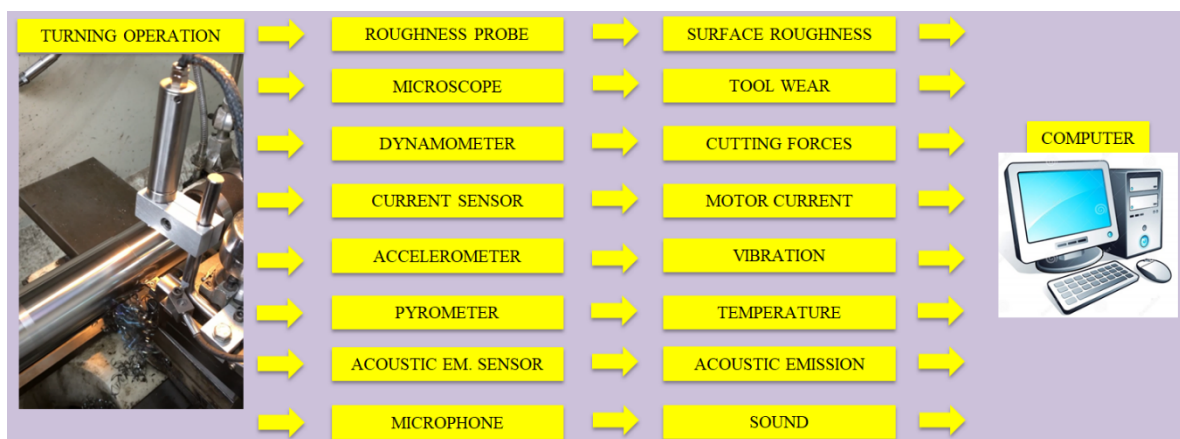 TURNING OPERATION
ROUGHNESS PROBE
SURFACE ROUGHNESS
MICROSCOPE
TOOL WEAR
DYNAMOMETER
CUTTING FORCES
COMPUTER
CURRENT SENSOR
MOTOR CURRENT
ACCELEROMETER
VIBRATION
PYROMETER
TEMPERATURE
ACOUSTIC EM. SENSOR
ACOUSTIC EMISSION
MICROPHONE
SOUND